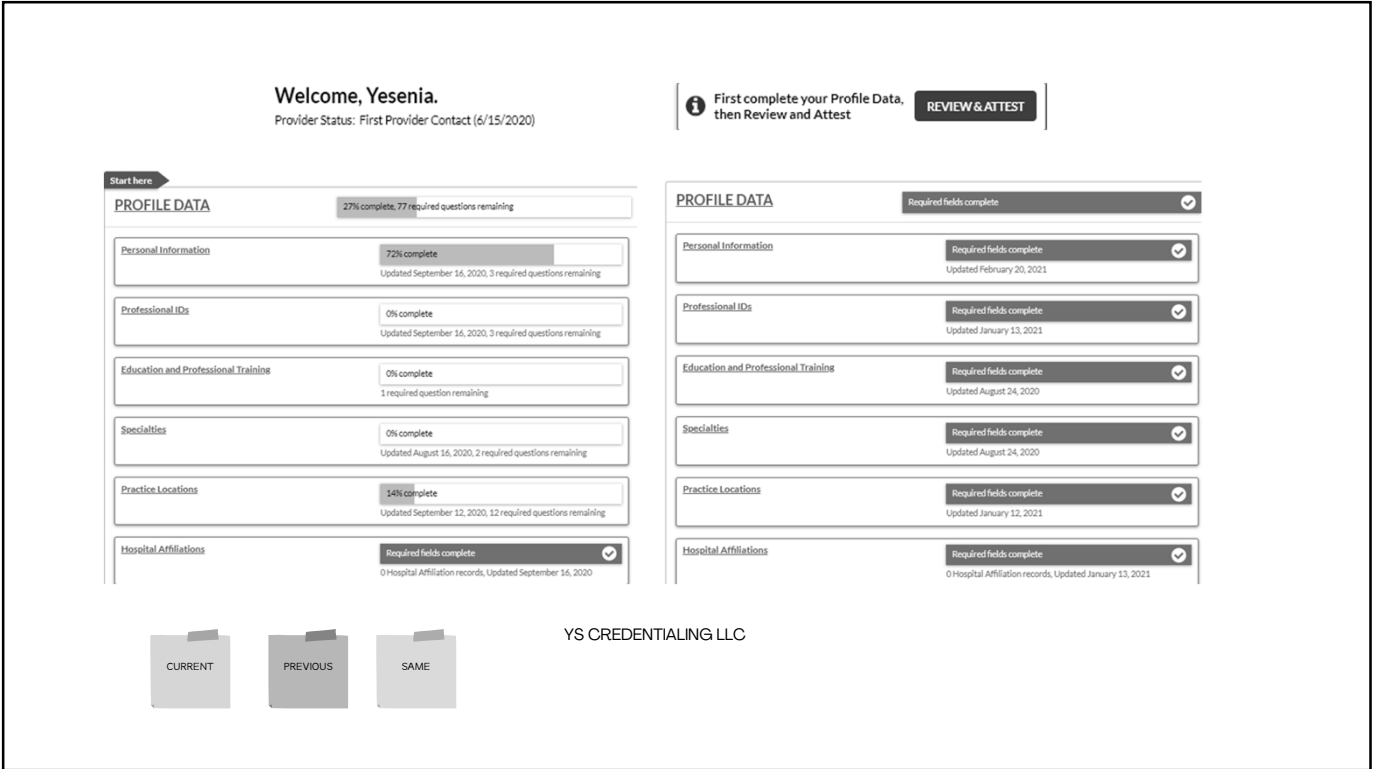 Welcome, Yesenia.
Provider Status: First Provider Contact (6/15/2020)
First complete your Profile Data,
then Review and Attest
REVIEW & ATTEST
Start here
PROFILE DATA
27% complete, 77 required questions remaining
Personal Information
72% complete
Updated September 16, 2020, 3 required questions remaining
Professional IDs
0% complete
Updated September 16, 2020, 3 required questions remaining
Education and Professional Training
0% complete
1 required question remaining
Specialties
0% complete
Updated August 16, 2020, 2 required questions remaining
Practice Locations
14% complete
Updated September 12, 2020, 12 required questions remaining
Hospital Affiliations
Required fields complete
0 Hospital Affiliation records, Updated September 16, 2020
PROFILE DATA
Required fields complete
Personal Information
Required fields complete
Updated February 20, 2021
Professional IDs
Required fields complete
Updated January 13, 2021
Education and Professional Training
Required fields complete
Updated August 24, 2020
Specialties
Required fields complete
Updated August 24, 2020
Practice Locations
Required fields complete
Updated January 12, 2021
Hospital Affiliations
Required fields complete
0 Hospital Affiliation records, Updated January 13, 2021
YS CREDENTIALING LLC
CURRENT
PREVIOUS
SAME